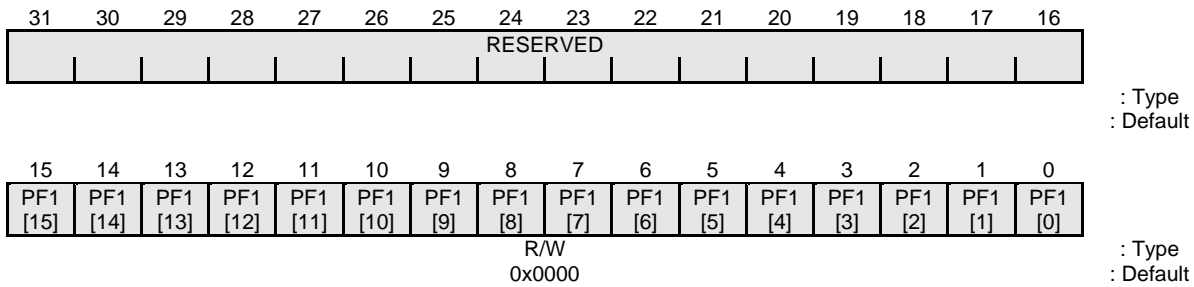 31 30 29 28 27 26 25 24 23 22 21 20 19 18 17 16
RESERVED
: Type
: Default
15 14 13 12 11 10 9 8 7 6 5 4 3 2 1 0
PF1 PF1 PF1 PF1 PF1 PF1 PF1 PF1 PF1 PF1 PF1 PF1 PF1 PF1 PF1 PF1
[15] [14] [13] [12] [11] [10] [9] [8] [7] [6] [5] [4] [3] [2] [1] [0]
R/W : Type
0x0000 : Default